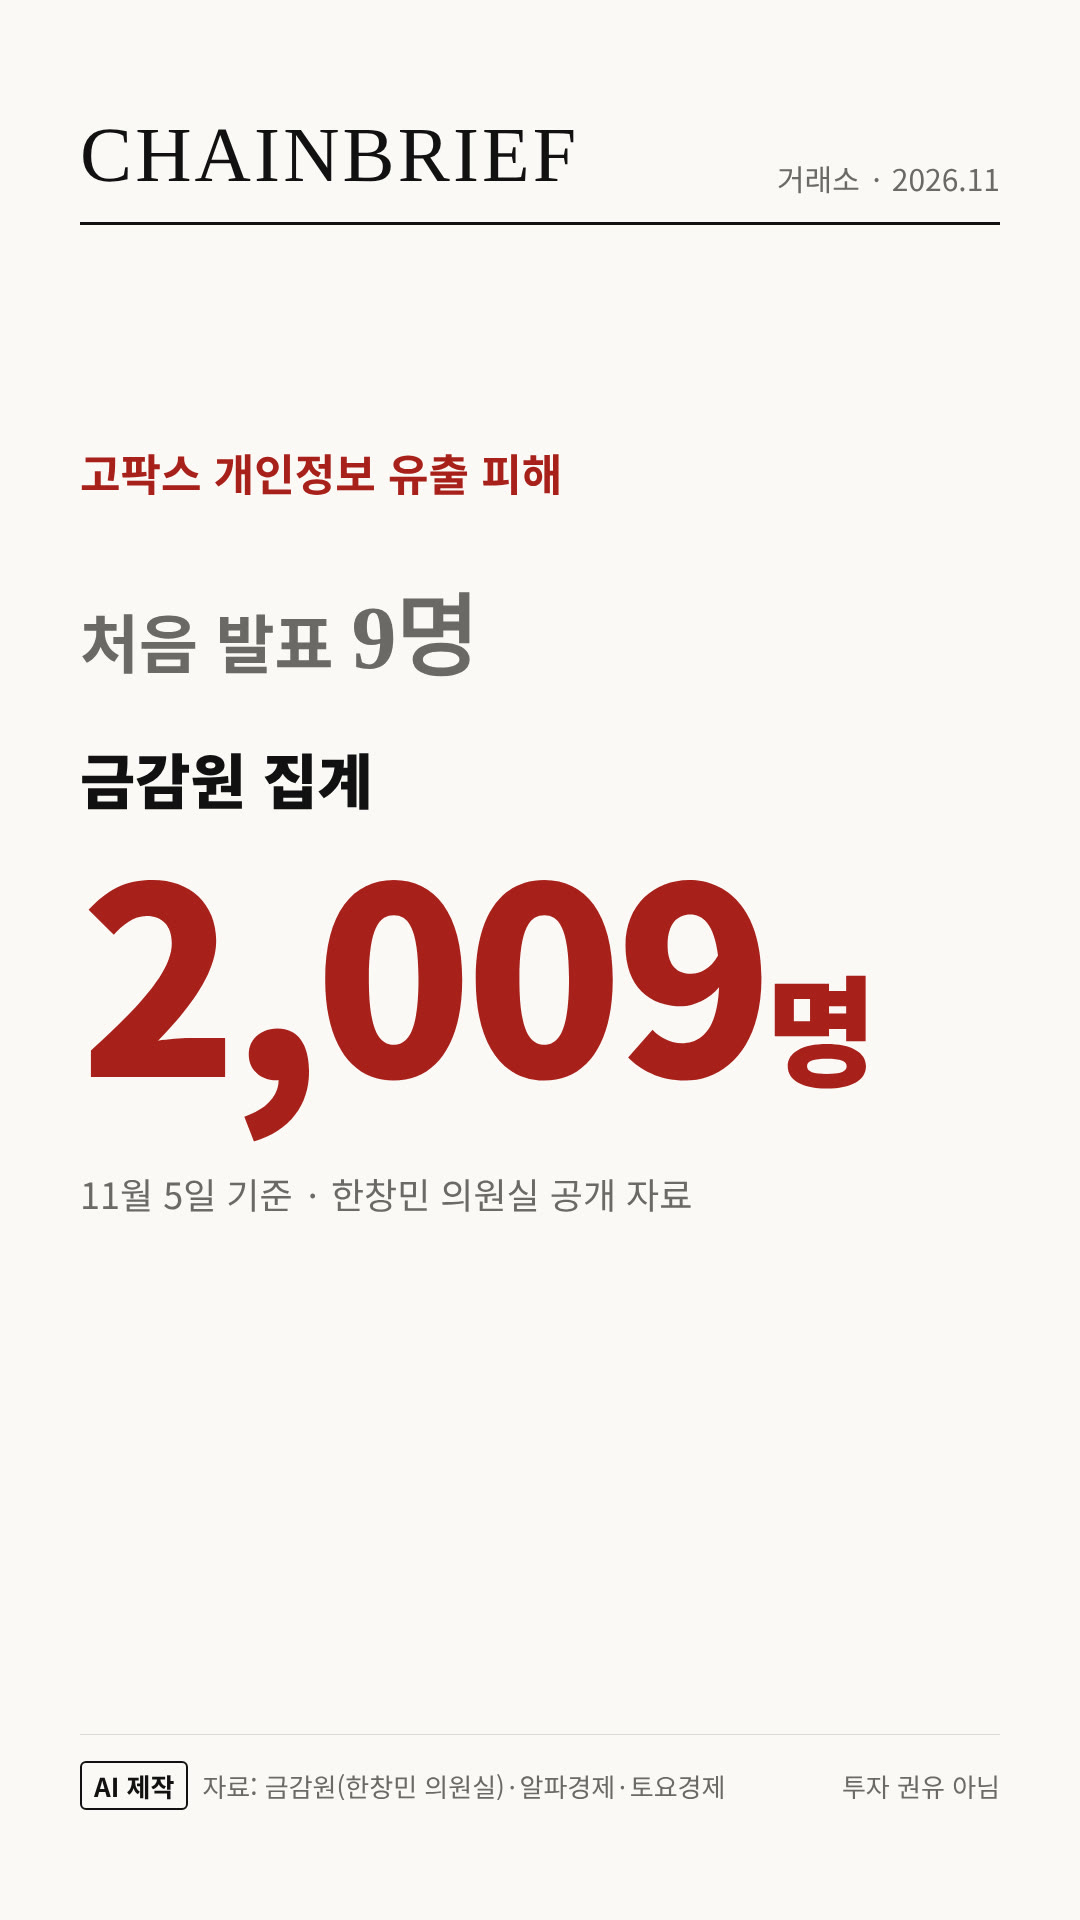 CHAINBRIEF
거래소 · 2026.11
고팍스 개인정보 유출 피해
처음 발표 9명
금감원 집계
2,009명
11월 5일 기준 · 한창민 의원실 공개 자료
AI 제작 자료: 금감원(한창민 의원실)·알파경제·토요경제 투자 권유 아님